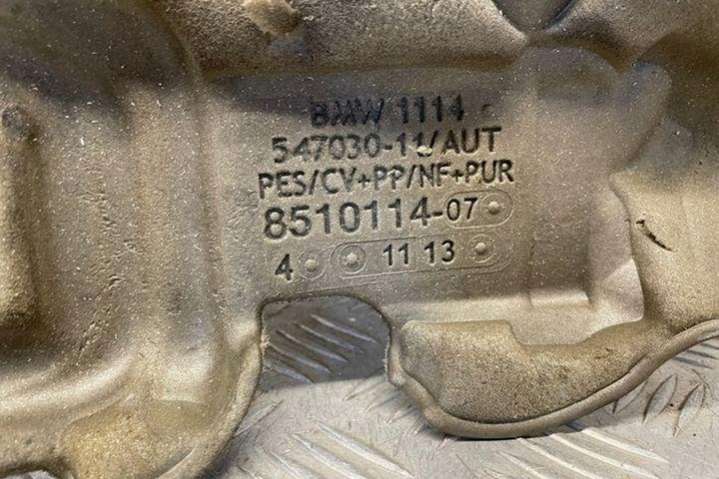 BMW 1114
547030-11/AUT
PES/CV+PP/NF+PUR
8510114-07
4 11 13